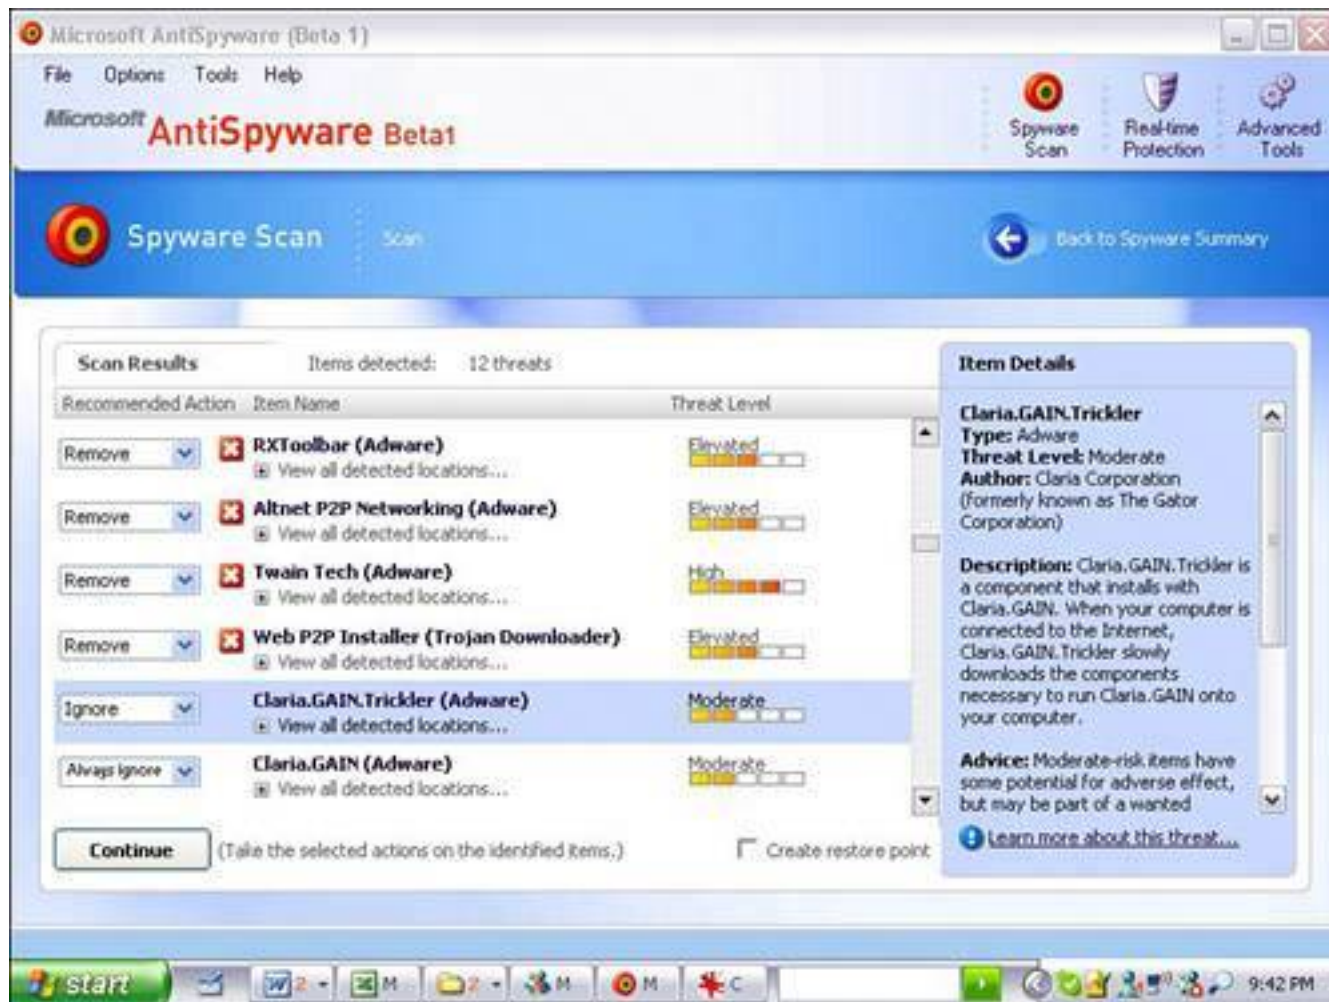 Microsoft AntiSpyware (Beta 1)
File Options Tools Help
Microsoft AntiSpyware Beta1
Spyware Scan
Real-time Protection
Advanced Tools
Spyware Scan Scan Back to Spyware Summary
Scan Results Items detected: 12 threats
Recommended Action Item Name Threat Level
Remove RXToolbar (Adware) Elevated
View all detected locations...
Remove Altnet P2P Networking (Adware) Elevated
View all detected locations...
Remove Twain Tech (Adware) High
View all detected locations...
Remove Web P2P Installer (Trojan Downloader) Elevated
View all detected locations...
Ignore Claria.GAIN.Trickler (Adware) Moderate
View all detected locations...
Always Ignore Claria.GAIN (Adware) Moderate
View all detected locations...
Continue (Take the selected actions on the identified items.) Create restore point
Item Details
Claria.GAIN.Trickler
Type: Adware
Threat Level: Moderate
Author: Claria Corporation
(formerly known as The Gator
Corporation)
Description: Claria.GAIN.Trickler is
a component that installs with
Claria.GAIN. When your computer is
connected to the Internet,
Claria.GAIN.Trickler slowly
downloads the components
necessary to run Claria.GAIN onto
your computer.
Advice: Moderate-risk items have
some potential for adverse effect,
but may be part of a wanted
Learn more about this threat...
start 2 M 2 M M C 9:42 PM